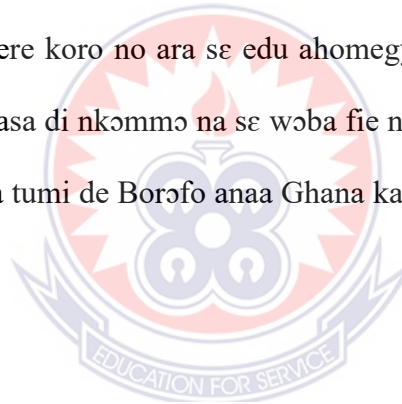 ere koro no ara sɛ edu ahomegy
asa di nkɔmmɔ na sɛ wɔba fie n
a tumi de Borɔfo anaa Ghana ka
EDUCATION FOR SERVICE